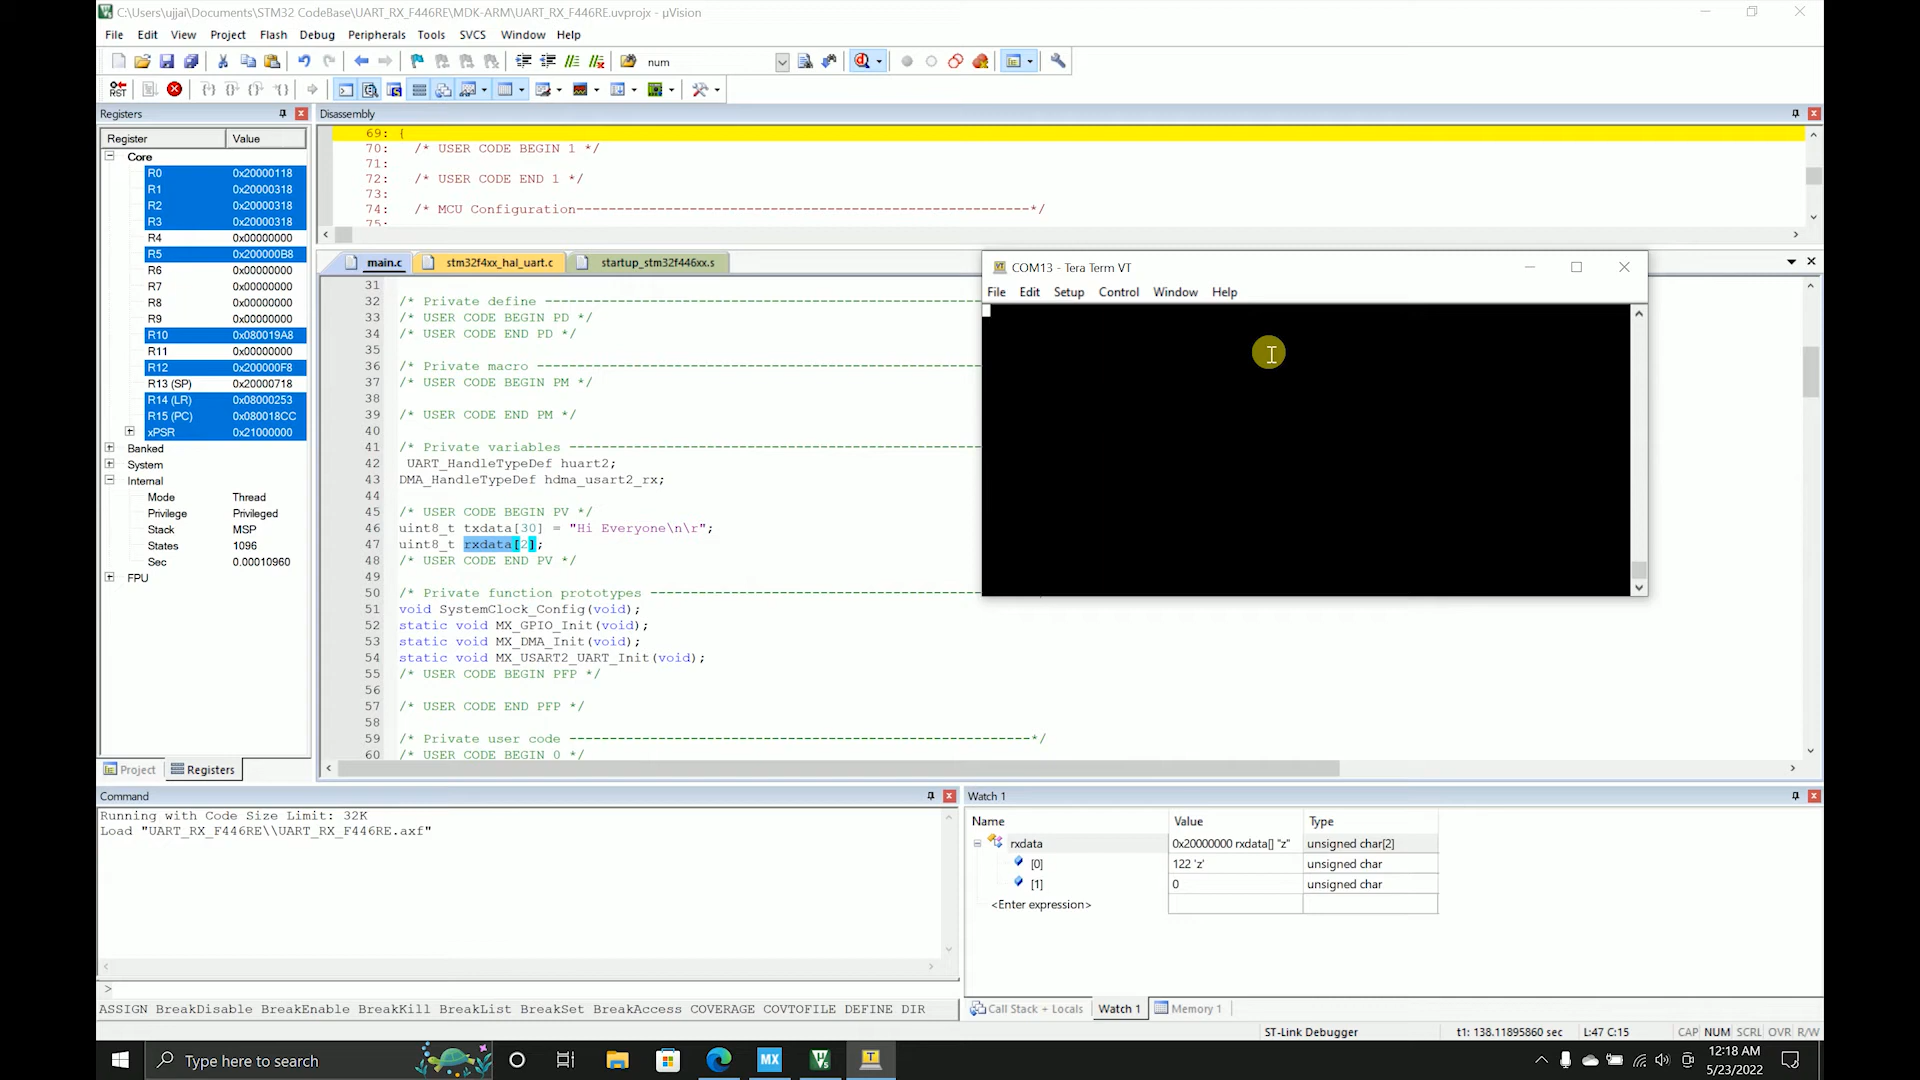 C:\Users\ujjai\Documents\STM32 CodeBase\UART_RX_F446RE\MDK-ARM\UART_RX_F446RE.uvprojx - µVision
File Edit View Project Flash Debug Peripherals Tools SVCS Window Help
num
RST
Registers
Register Value
Core
R0 0x20000118
R1 0x20000318
R2 0x20000318
R3 0x20000318
R4 0x00000000
R5 0x200000B8
R6 0x00000000
R7 0x00000000
R8 0x00000000
R9 0x00000000
R10 0x080019A8
R11 0x00000000
R12 0x200000F8
R13 (SP) 0x20000718
R14 (LR) 0x08000253
R15 (PC) 0x080018CC
xPSR 0x21000000
Banked
System
Internal
Mode Thread
Privilege Privileged
Stack MSP
States 1096
Sec 0.00010960
FPU
Project Registers
Disassembly
69: {
70: /* USER CODE BEGIN 1 */
71:
72: /* USER CODE END 1 */
73:
74: /* MCU Configuration--------------------------------------------------------*/
75:
main.c stm32f4xx_hal_uart.c startup_stm32f446xx.s
31
32 /* Private define ------------------------------------------------------
33 /* USER CODE BEGIN PD */
34 /* USER CODE END PD */
35
36 /* Private macro -------------------------------------------------------
37 /* USER CODE BEGIN PM */
38
39 /* USER CODE END PM */
40
41 /* Private variables ---------------------------------------------------
42 UART_HandleTypeDef huart2;
43 DMA_HandleTypeDef hdma_usart2_rx;
44
45 /* USER CODE BEGIN PV */
46 uint8_t txdata[30] = "Hi Everyone\n\r";
47 uint8_t rxdata[2];
48 /* USER CODE END PV */
49
50 /* Private function prototypes -----------------------------------------
51 void SystemClock_Config(void);
52 static void MX_GPIO_Init(void);
53 static void MX_DMA_Init(void);
54 static void MX_USART2_UART_Init(void);
55 /* USER CODE BEGIN PFP */
56
57 /* USER CODE END PFP */
58
59 /* Private user code ---------------------------------------------------------*/
60 /* USER CODE BEGIN 0 */
COM13 - Tera Term VT
File Edit Setup Control Window Help
Command
Running with Code Size Limit: 32K
Load "UART_RX_F446RE\\UART_RX_F446RE.axf"
>
ASSIGN BreakDisable BreakEnable BreakKill BreakList BreakSet BreakAccess COVERAGE COVTOFILE DEFINE DIR
Watch 1
Name Value Type
rxdata 0x20000000 rxdata[] "z" unsigned char[2]
[0] 122 'z' unsigned char
[1] 0 unsigned char
<Enter expression>
Call Stack + Locals Watch 1 Memory 1
ST-Link Debugger t1: 138.11895860 sec L:47 C:15 CAP NUM SCRL OVR R/W
Type here to search
MX
12:18 AM
5/23/2022